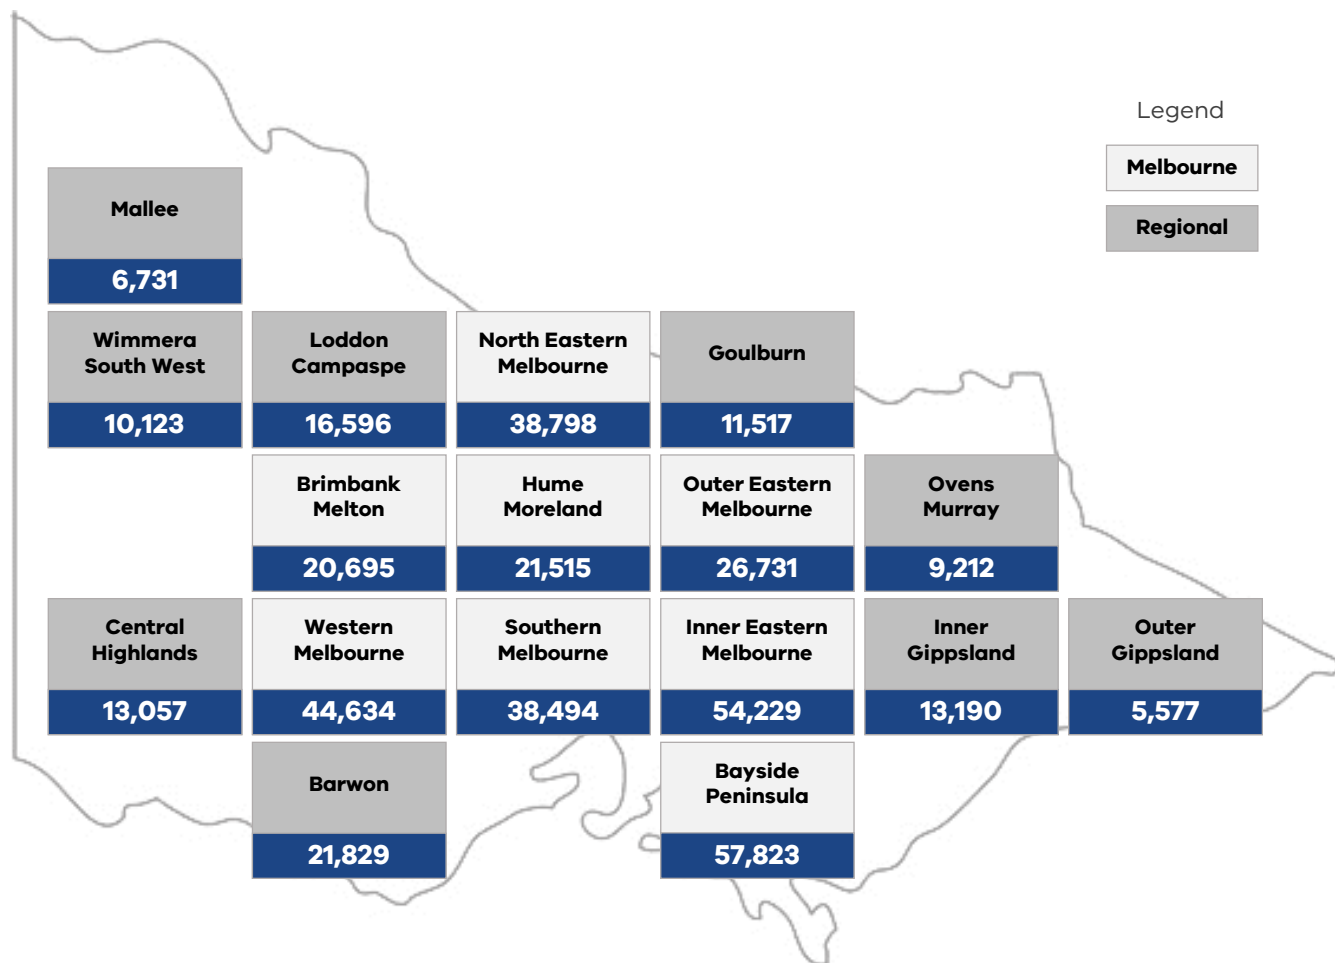 Legend
Melbourne
Regional
Mallee
6,731
Wimmera
South West
10,123
Loddon
Campaspe
16,596
North Eastern
Melbourne
38,798
Goulburn
11,517
Brimbank
Melton
20,695
Hume
Moreland
21,515
Outer Eastern
Melbourne
26,731
Ovens
Murray
9,212
Central
Highlands
13,057
Western
Melbourne
44,634
Southern
Melbourne
38,494
Inner Eastern
Melbourne
54,229
Inner
Gippsland
13,190
Outer
Gippsland
5,577
Barwon
21,829
Bayside
Peninsula
57,823